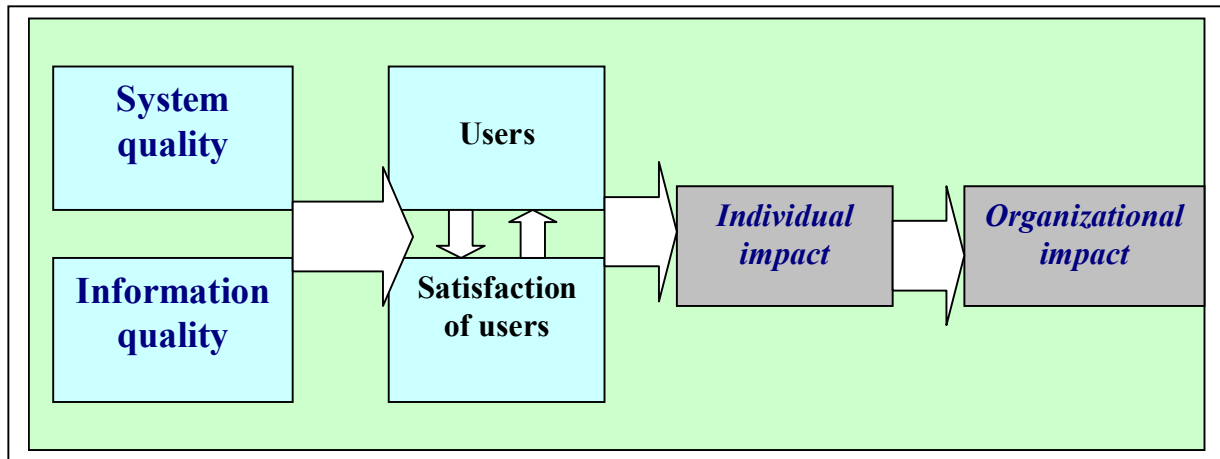 System
quality
Users
Information
quality
Satisfaction
of users
Individual
impact
Organizational
impact